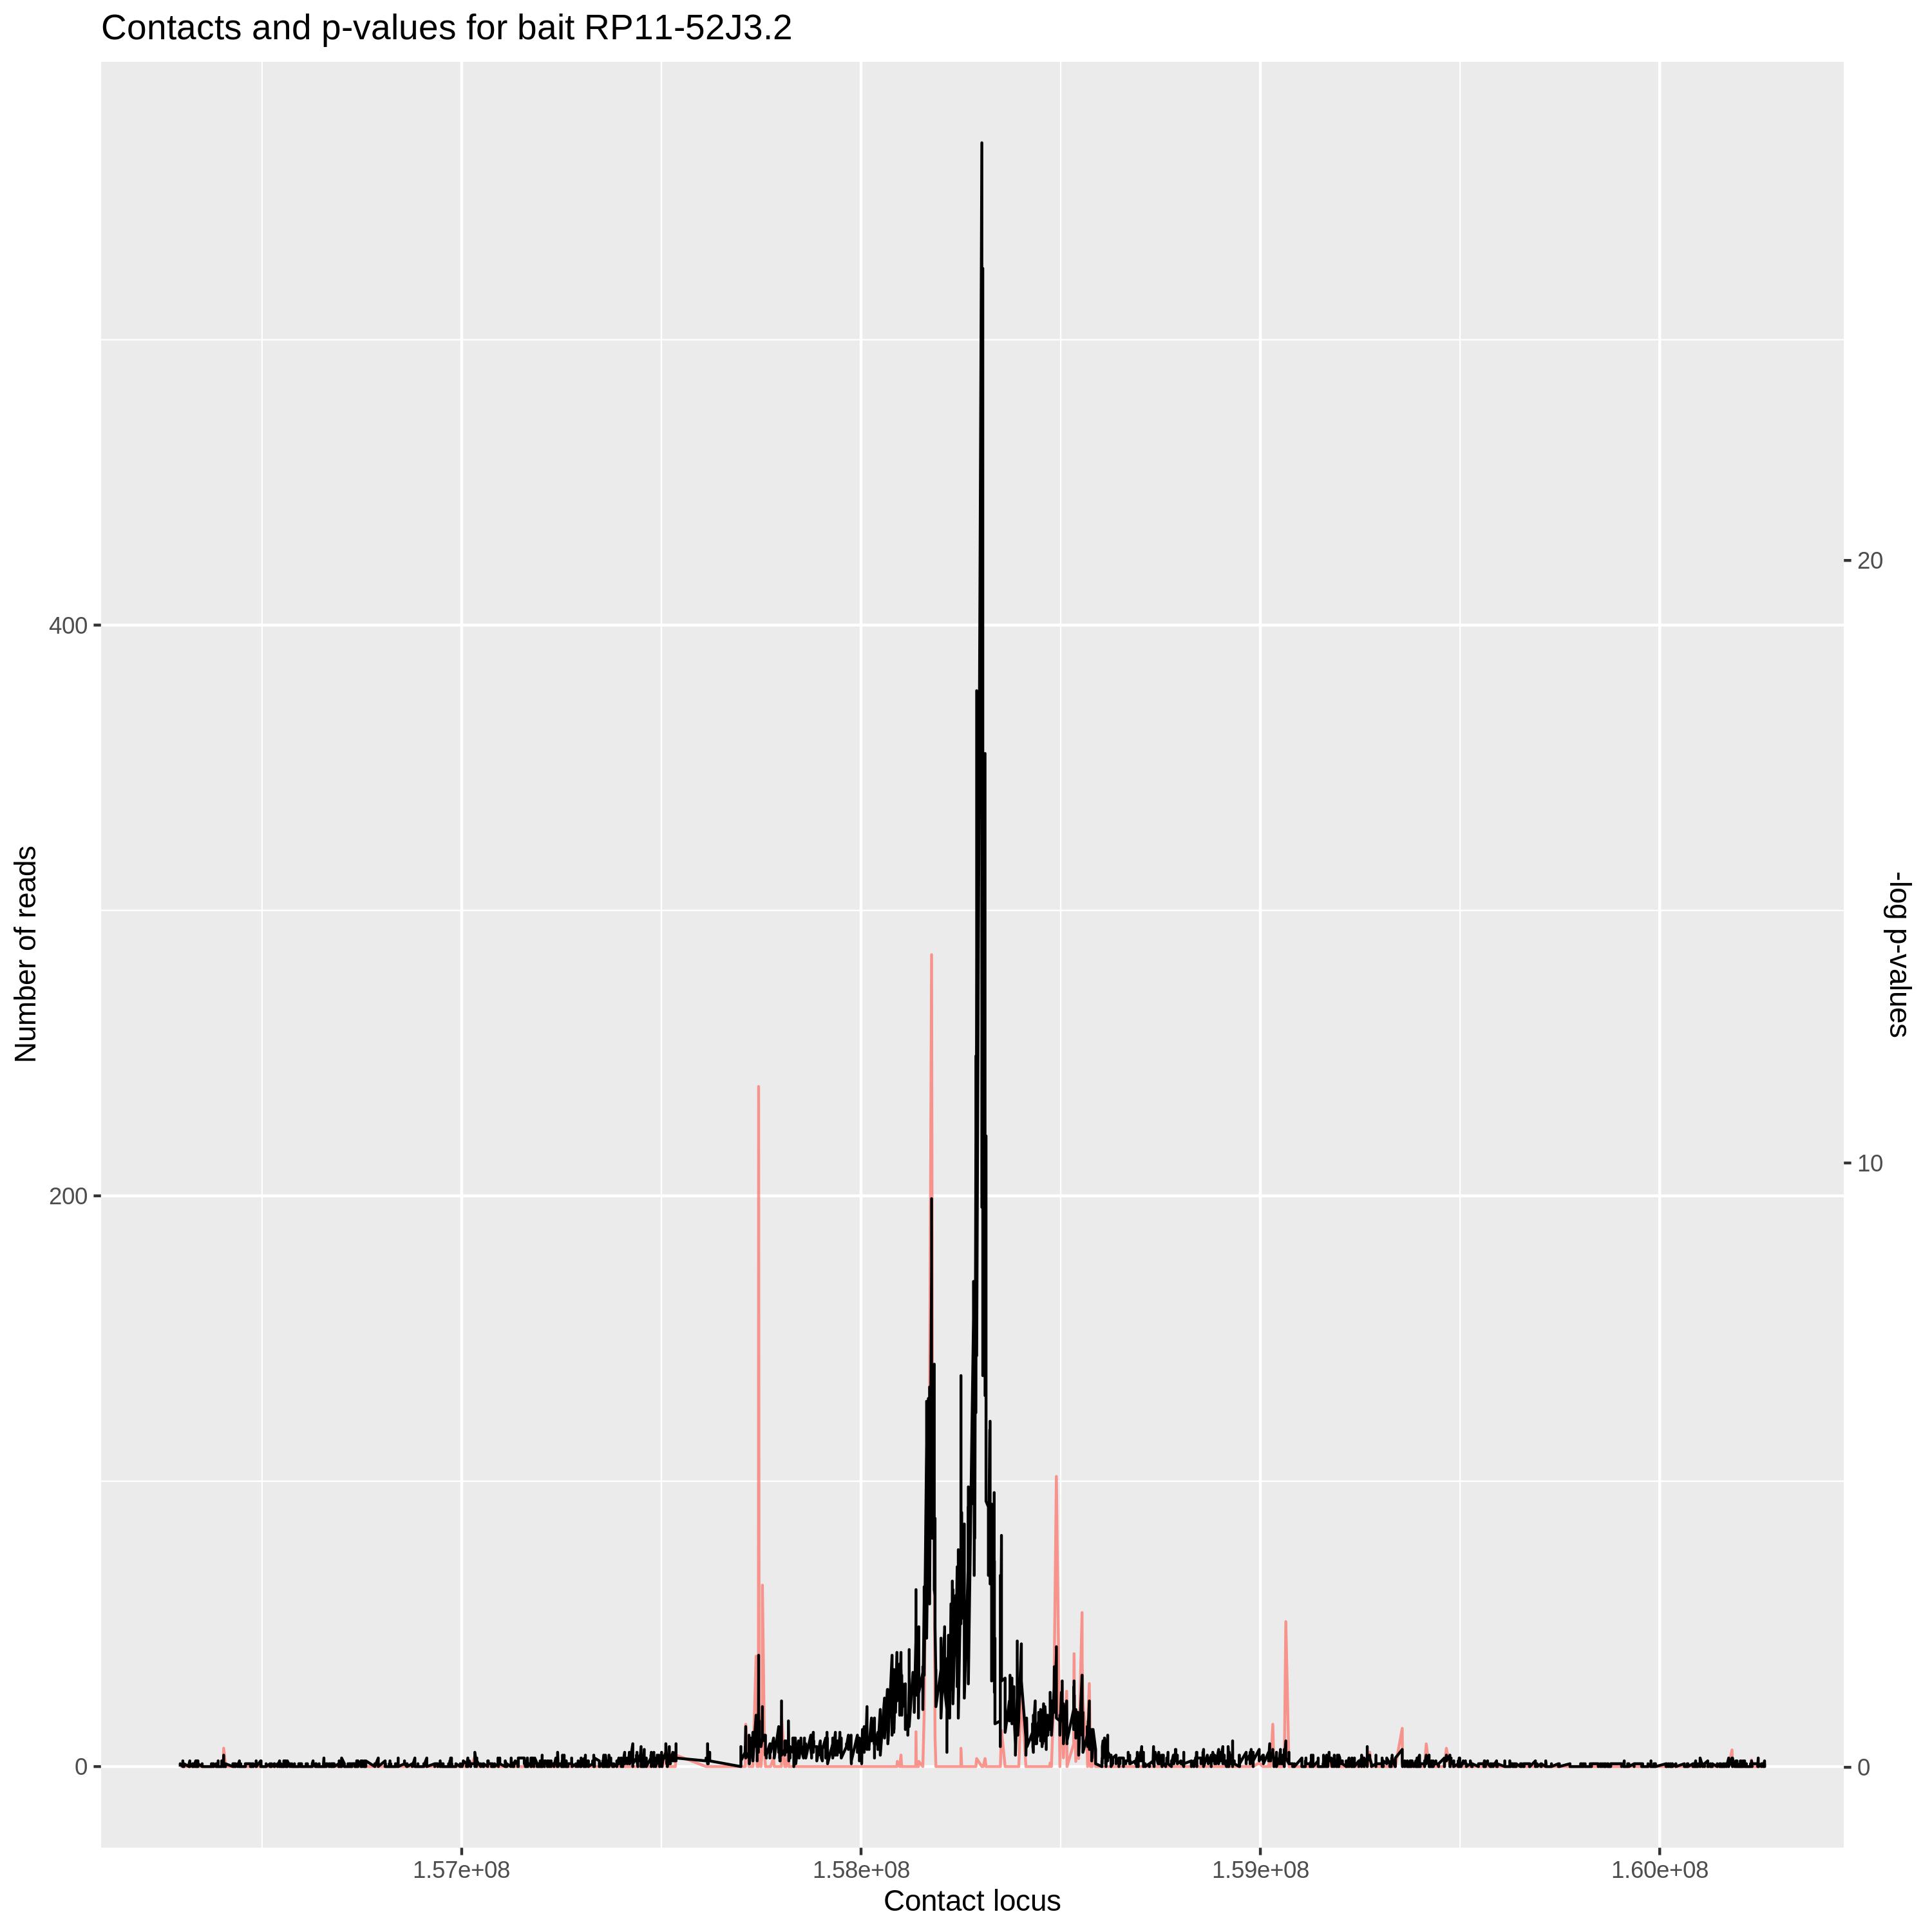 Contacts and p-values for bait RP11-52J3.2
Number of reads
400
200
0
20
10
0
-log p-values
1.57e+08
1.58e+08
1.59e+08
1.60e+08
Contact locus